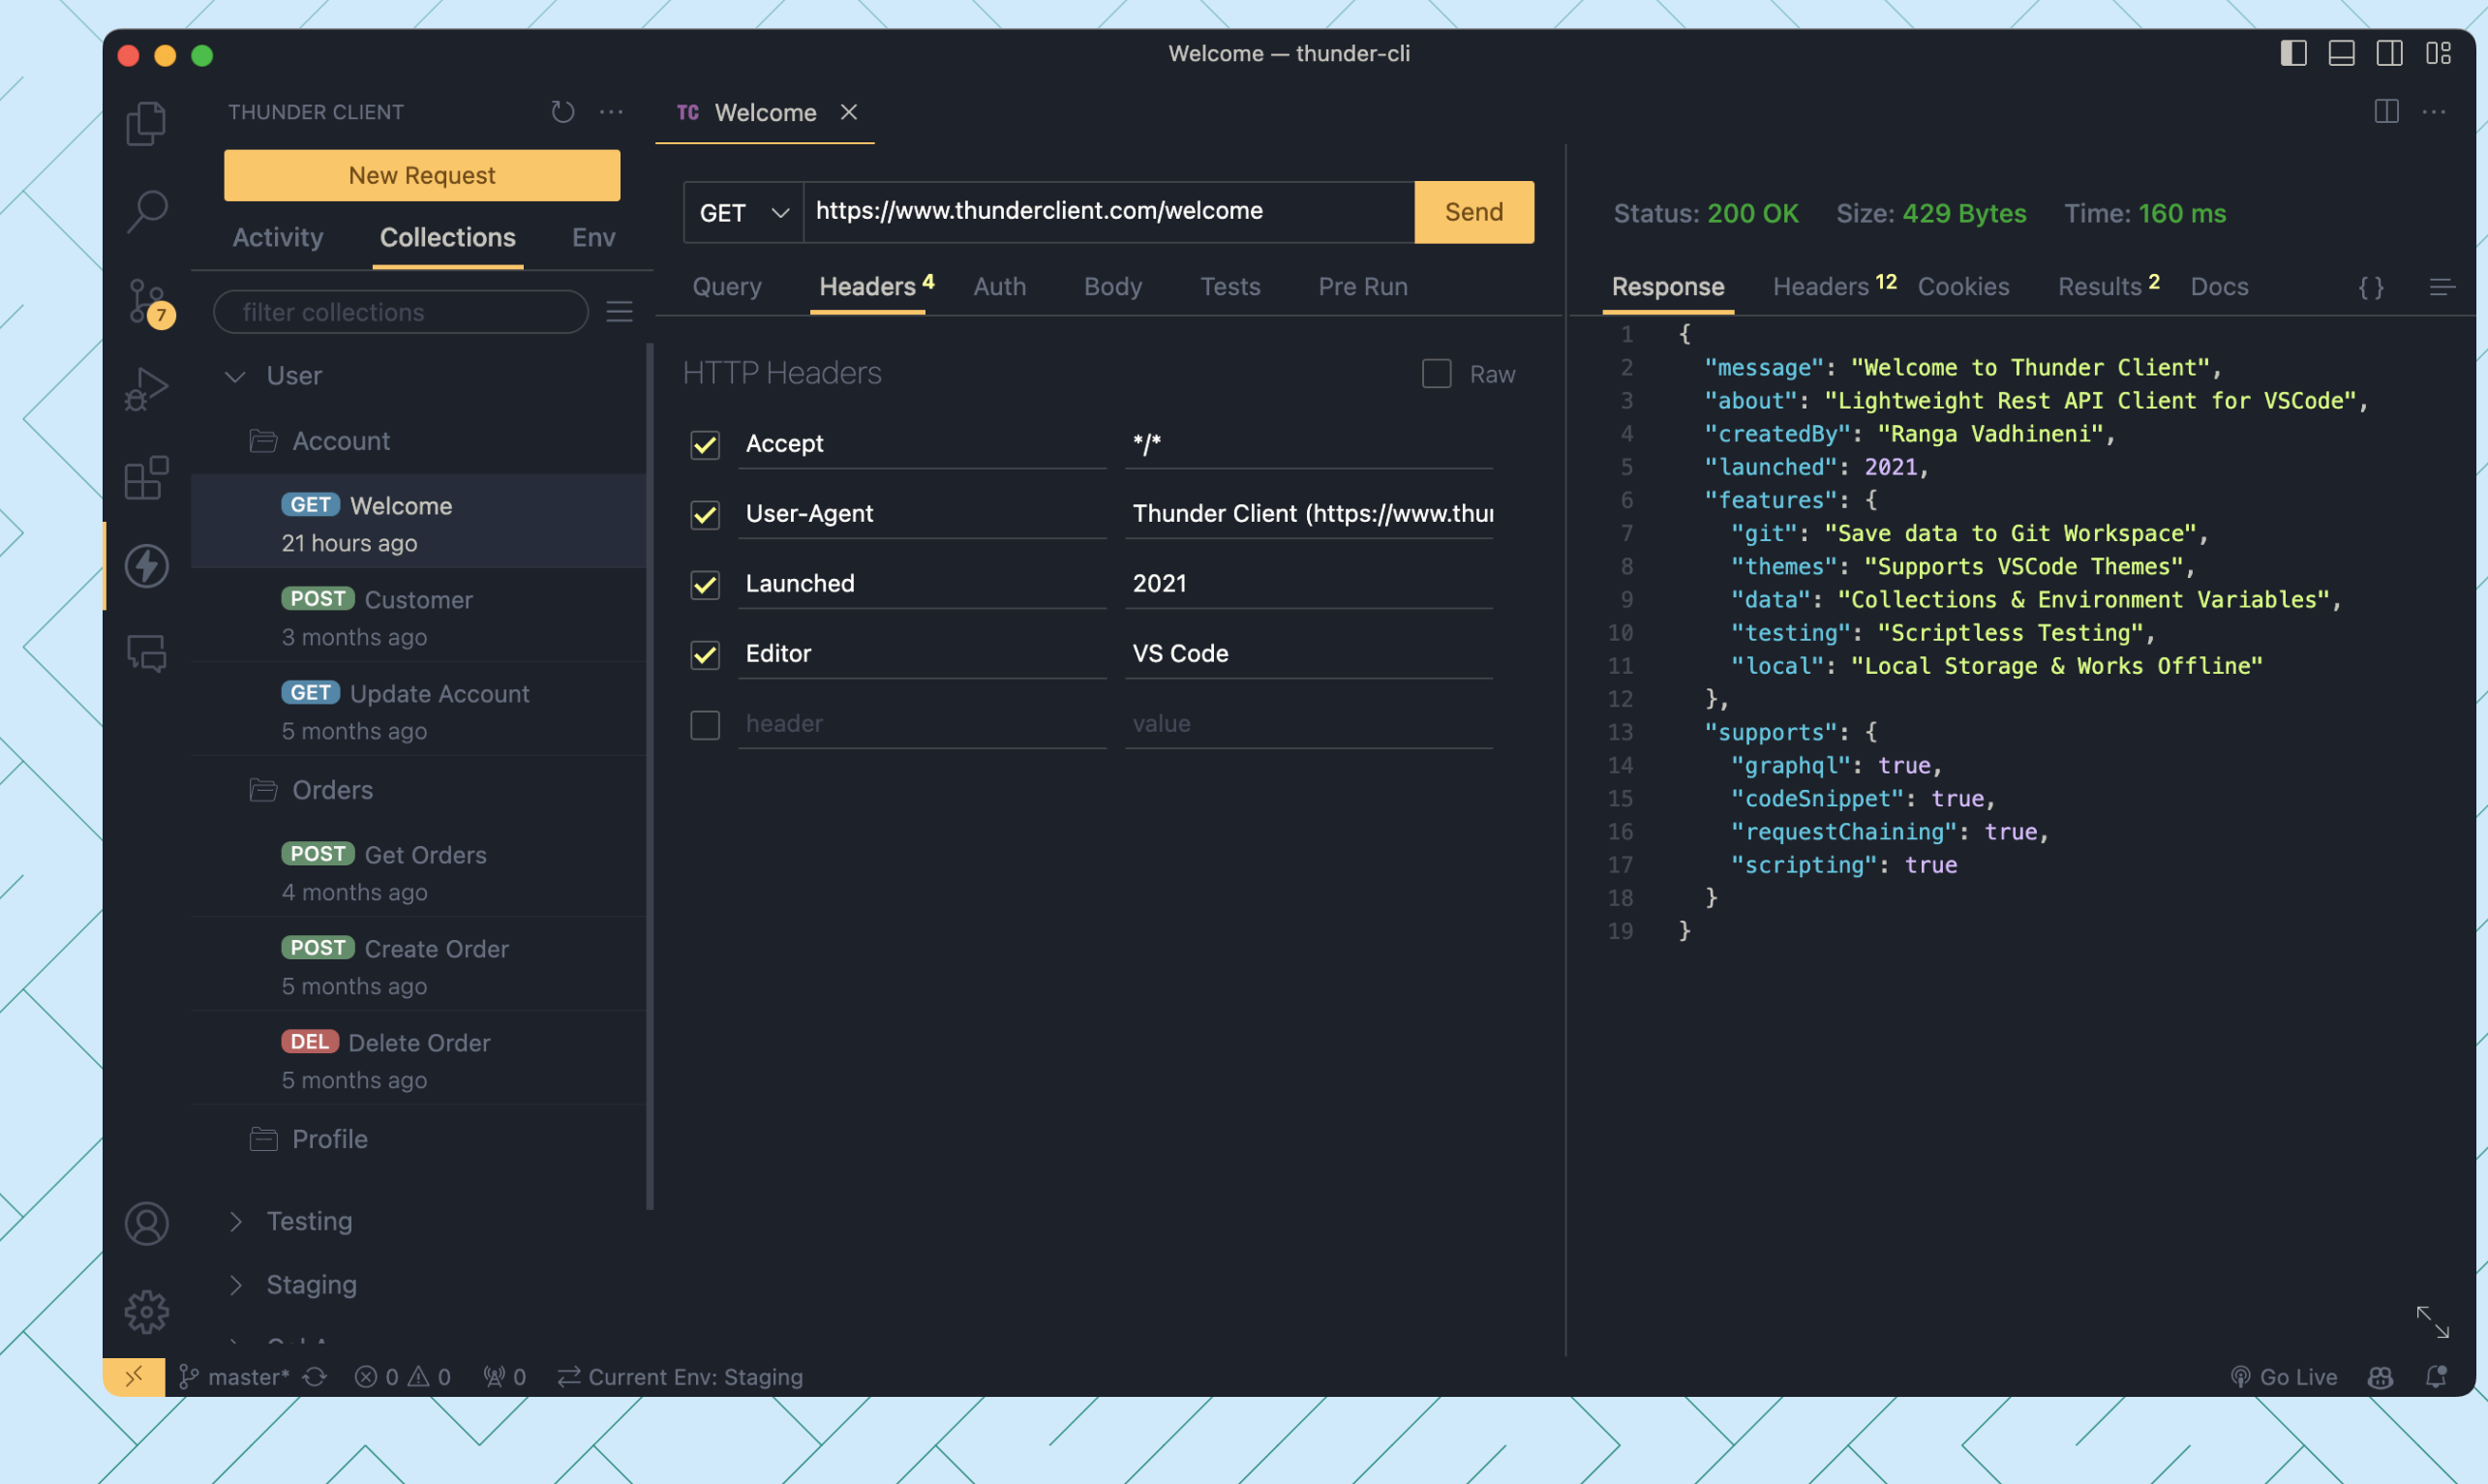 Welcome — thunder-cli
THUNDER CLIENT
New Request
Activity Collections Env
filter collections
7
User
Account
GET Welcome
21 hours ago
POST Customer
3 months ago
GET Update Account
5 months ago
Orders
POST Get Orders
4 months ago
POST Create Order
5 months ago
DEL Delete Order
5 months ago
Profile
Testing
Staging
TC Welcome
GET https://www.thunderclient.com/welcome Send
Query Headers 4 Auth Body Tests Pre Run
HTTP Headers Raw
Accept */*
User-Agent Thunder Client (https://www.thu
Launched 2021
Editor VS Code
header value
Status: 200 OK Size: 429 Bytes Time: 160 ms
Response Headers 12 Cookies Results 2 Docs { }
1 {
2 "message": "Welcome to Thunder Client",
3 "about": "Lightweight Rest API Client for VSCode",
4 "createdBy": "Ranga Vadhineni",
5 "launched": 2021,
6 "features": {
7 "git": "Save data to Git Workspace",
8 "themes": "Supports VSCode Themes",
9 "data": "Collections & Environment Variables",
10 "testing": "Scriptless Testing",
11 "local": "Local Storage & Works Offline"
12 },
13 "supports": {
14 "graphql": true,
15 "codeSnippet": true,
16 "requestChaining": true,
17 "scripting": true
18 }
19 }
master* 0 0 0 Current Env: Staging Go Live